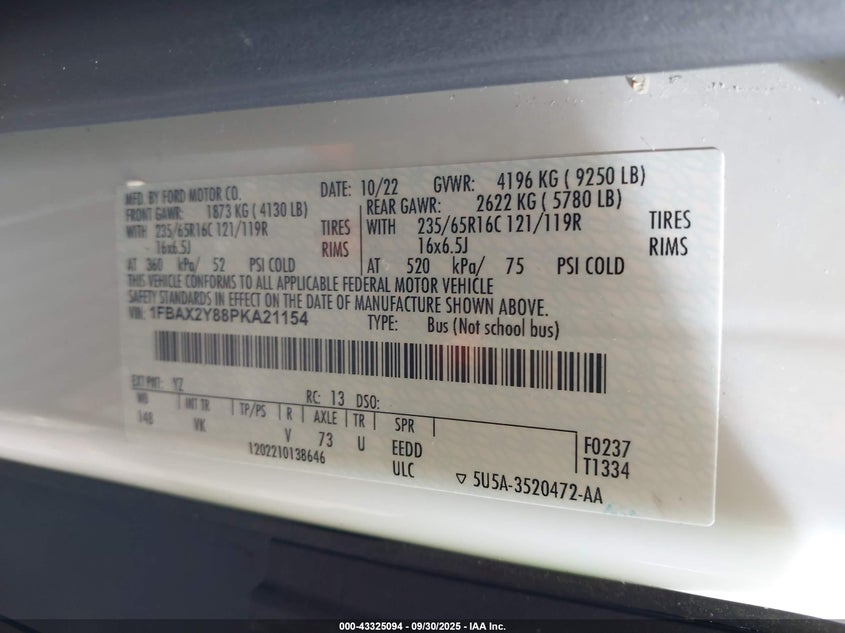 MFD. BY FORD MOTOR CO. DATE: 10/22 GVWR: 4196 KG ( 9250 LB)
FRONT GAWR: 1873 KG ( 4130 LB) REAR GAWR: 2622 KG ( 5780 LB)
WITH 235/65R16C 121/119R TIRES WITH 235/65R16C 121/119R TIRES
16x6.5J RIMS 16x6.5J RIMS
AT 360 kPa/ 52 PSI COLD AT 520 kPa/ 75 PSI COLD
THIS VEHICLE CONFORMS TO ALL APPLICABLE FEDERAL MOTOR VEHICLE
SAFETY STANDARDS IN EFFECT ON THE DATE OF MANUFACTURE SHOWN ABOVE.
VIN: 1FBAX2Y88PKA21154 TYPE: Bus (Not school bus)
EXT PNT: YZ RC: 13 DSO:
WB INT TR TP/PS R AXLE TR SPR
148 VK V 73 U EEDD F0237
1202210138646 ULC T1334
▽ 5U5A-3520472-AA
000-43325094 - 09/30/2025 - IAA Inc.